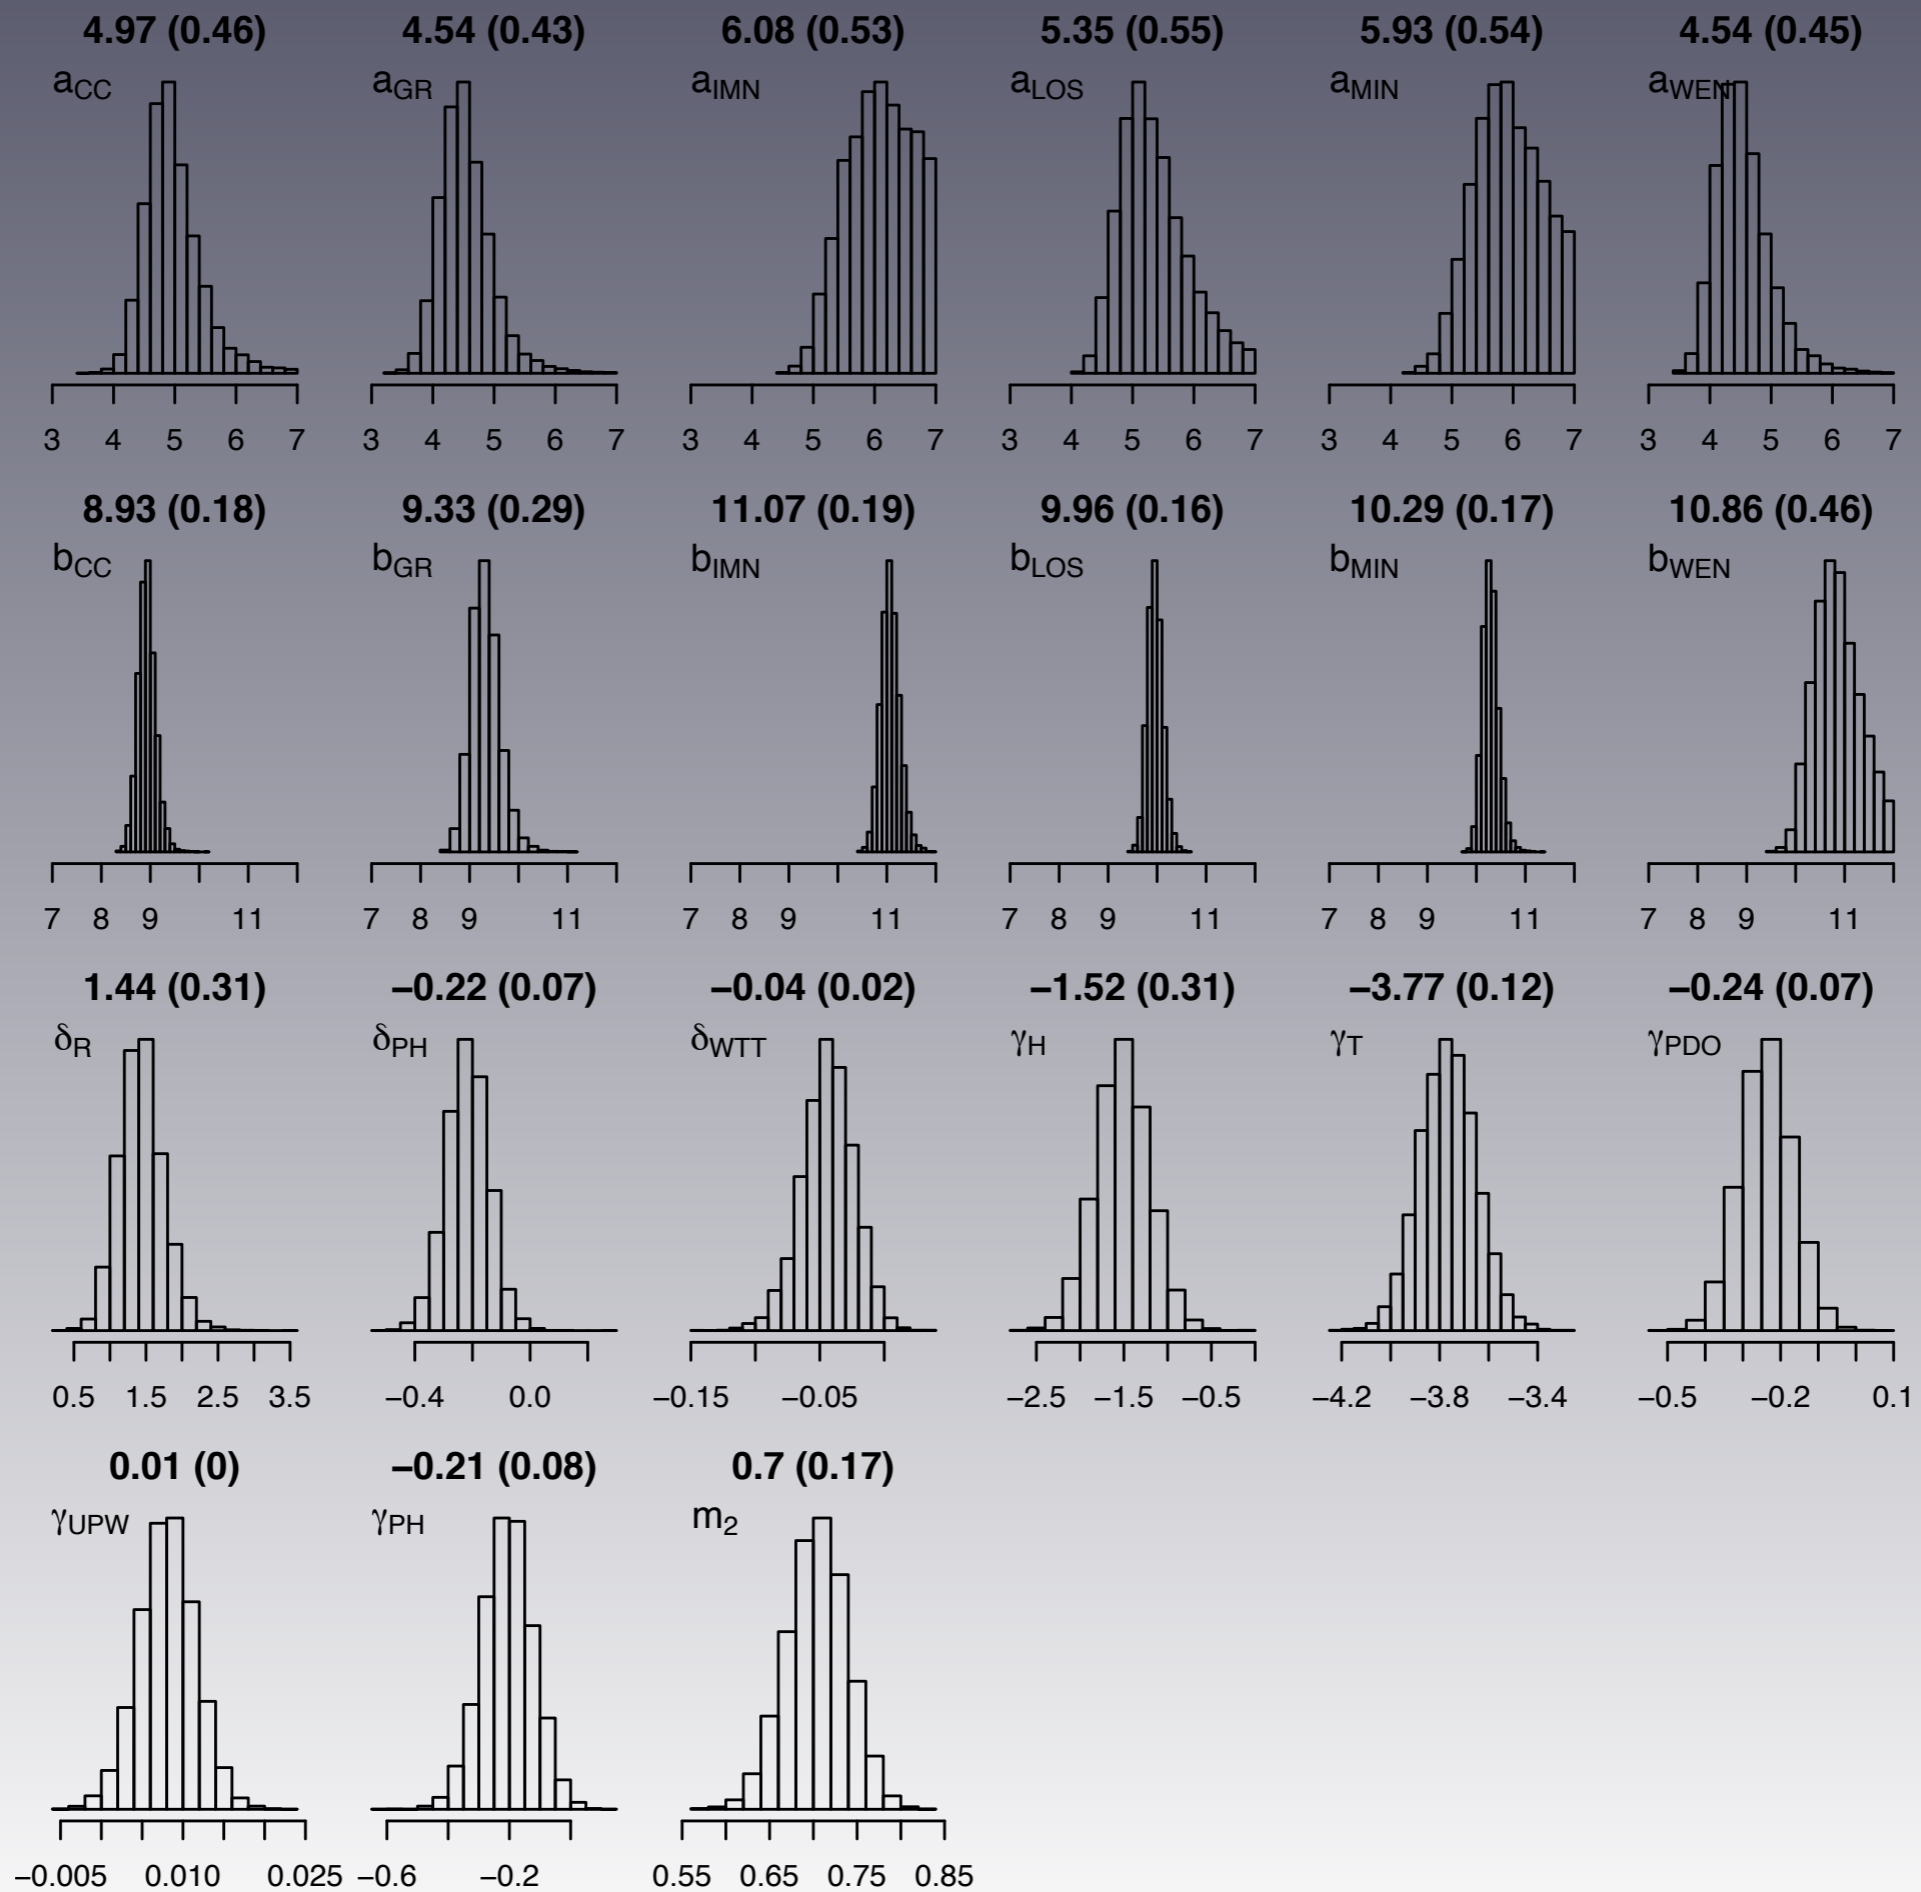 4.97 (0.46) 4.54 (0.43) 6.08 (0.53) 5.35 (0.55) 5.93 (0.54) 4.54 (0.45)
aCC aGR aIMN aLOS aMIN aWEN
3 4 5 6 7 3 4 5 6 7 3 4 5 6 7 3 4 5 6 7 3 4 5 6 7 3 4 5 6 7
8.93 (0.18) 9.33 (0.29) 11.07 (0.19) 9.96 (0.16) 10.29 (0.17) 10.86 (0.46)
bCC bGR bIMN bLOS bMIN bWEN
7 8 9 11 7 8 9 11 7 8 9 11 7 8 9 11 7 8 9 11 7 8 9 11
1.44 (0.31) −0.22 (0.07) −0.04 (0.02) −1.52 (0.31) −3.77 (0.12) −0.24 (0.07)
δR δPH δWTT γH γT γPDO
0.5 1.5 2.5 3.5 −0.4 0.0 −0.15 −0.05 −2.5 −1.5 −0.5 −4.2 −3.8 −3.4 −0.5 −0.2 0.1
0.01 (0) −0.21 (0.08) 0.7 (0.17)
γUPW γPH m2
−0.005 0.010 0.025 −0.6 −0.2 0.55 0.65 0.75 0.85